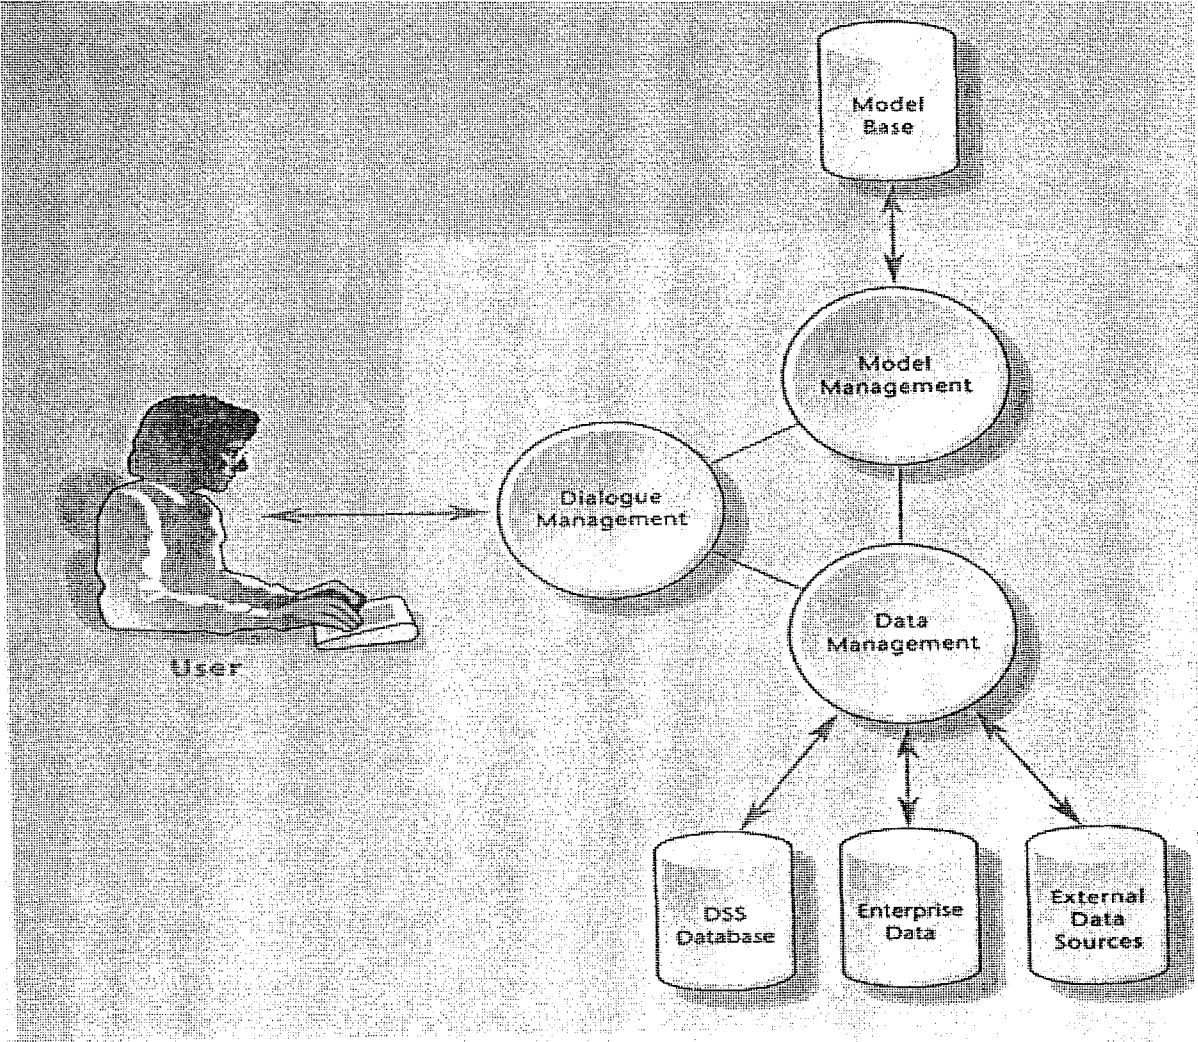 Model
Base
Model
Management
Dialogue
Management
User
Data
Management
DSS
Database
Enterprise
Data
External
Data
Sources